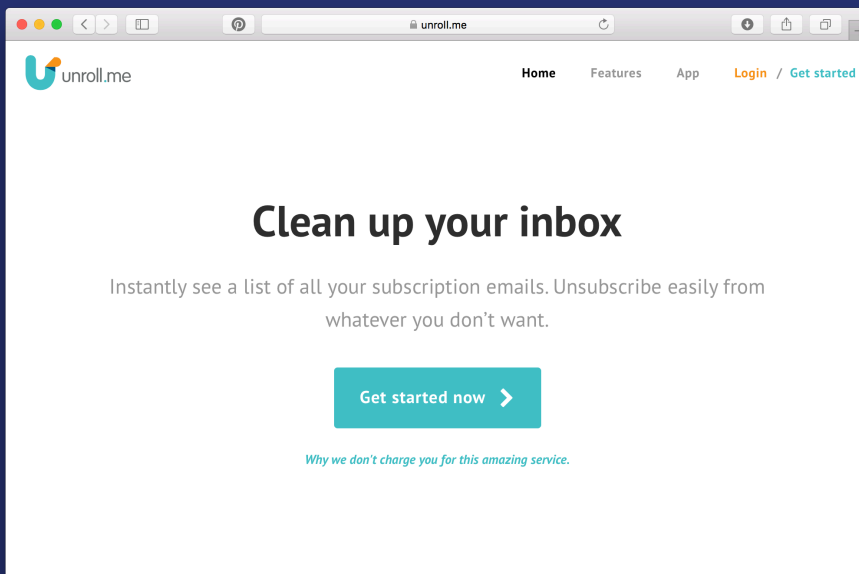 unroll.me
unroll.me
Home Features App Login / Get started
Clean up your inbox
Instantly see a list of all your subscription emails. Unsubscribe easily from
whatever you don't want.
Get started now
Why we don't charge you for this amazing service.